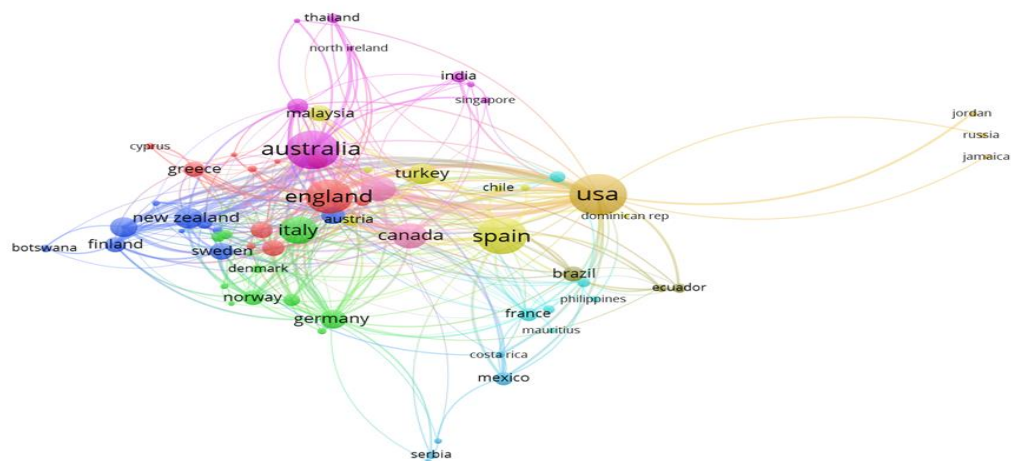 thailand
north ireland
india
singapore
malaysia
jordan
russia
cyprus
australia
jamaica
greece
turkey
chile
england
usa
new zealand
austria
dominican rep
italy
canada
spain
botswana
finland
sweden
denmark
brazil
ecuador
norway
philippines
germany
france
mauritius
costa rica
mexico
serbia